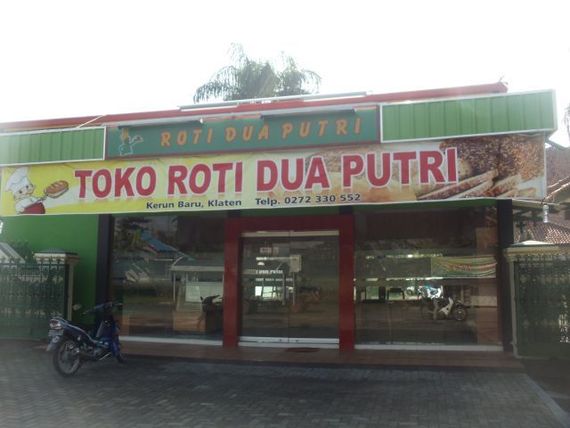 ROTI DUA PUTRI
TOKO ROTI DUA PUTRI
Kerun Baru, Klaten Telp. 0272 330 552